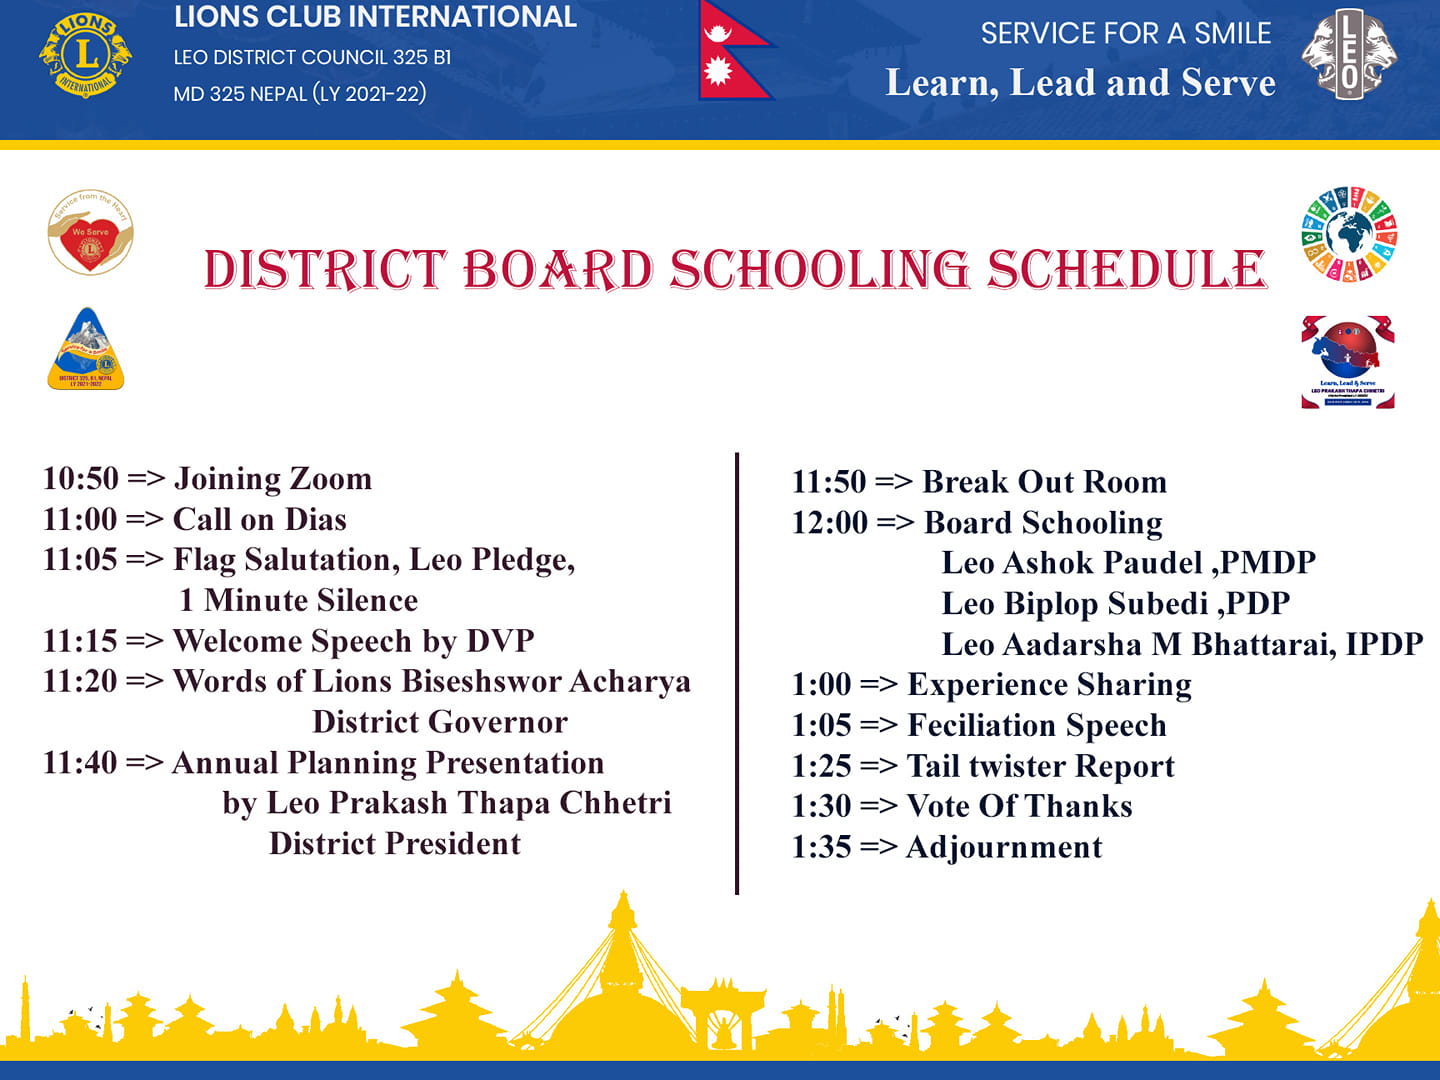 LIONS CLUB INTERNATIONAL
LEO DISTRICT COUNCIL 325 B1
MD 325 NEPAL (LY 2021-22)
SERVICE FOR A SMILE
Learn, Lead and Serve
LIONS
L
INTERNATIONAL
LEO
Service from the Heart
We Serve
DISTRICT BOARD SCHOOLING SCHEDULE
Serving for a Smile
DISTRICT 325, B1, NEPAL
LY 2021-2022
Learn, Lead & Serve
LEO PRAKASH THAPA CHHETRI
10:50 => Joining Zoom
11:00 => Call on Dias
11:05 => Flag Salutation, Leo Pledge,
1 Minute Silence
11:15 => Welcome Speech by DVP
11:20 => Words of Lions Biseshswor Acharya
District Governor
11:40 => Annual Planning Presentation
by Leo Prakash Thapa Chhetri
District President
11:50 => Break Out Room
12:00 => Board Schooling
Leo Ashok Paudel ,PMDP
Leo Biplop Subedi ,PDP
Leo Aadarsha M Bhattarai, IPDP
1:00 => Experience Sharing
1:05 => Feciliation Speech
1:25 => Tail twister Report
1:30 => Vote Of Thanks
1:35 => Adjournment